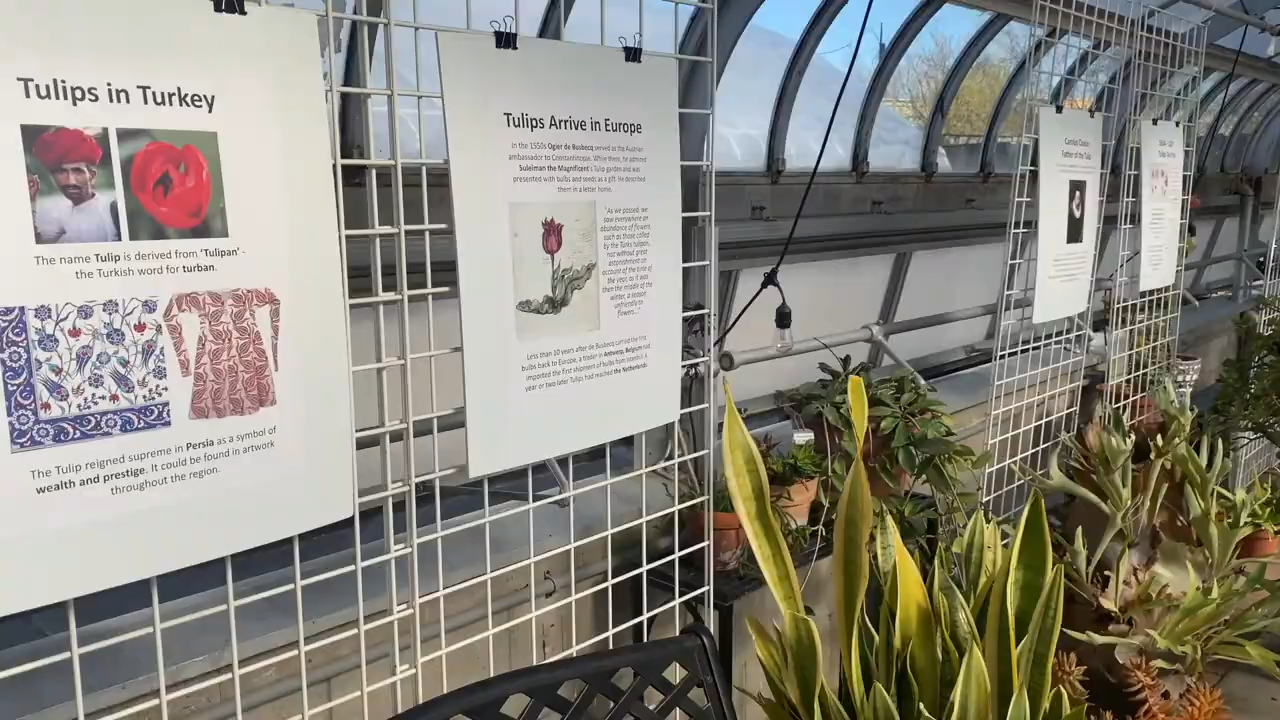 Tulips in Turkey
The name Tulip is derived from 'Tulipan' -
the Turkish word for turban.
The Tulip reigned supreme in Persia as a symbol of
wealth and prestige. It could be found in artwork
throughout the region.
Tulips Arrive in Europe
In the 1550s Ogier de Busbecq served as the Austrian
ambassador to Constantinople. While there, he admired
Suleiman the Magnificent's Tulip garden and was
presented with bulbs and seeds as a gift. He described
them in a letter home.
"As we passed, we
saw everywhere an
abundance of flowers
such as those called
by the Turks tulipan,
not without great
astonishment on
account of the time of
the year, as it was
then the middle of the
winter, a season
unfriendly to
flowers..."
Less than 10 years after de Busbecq carried the first
bulbs back to Europe, a trader in Antwerp, Belgium had
imported the first shipment of bulbs from Istanbul. A
year or two later Tulips had reached the Netherlands
Father of the Tulip